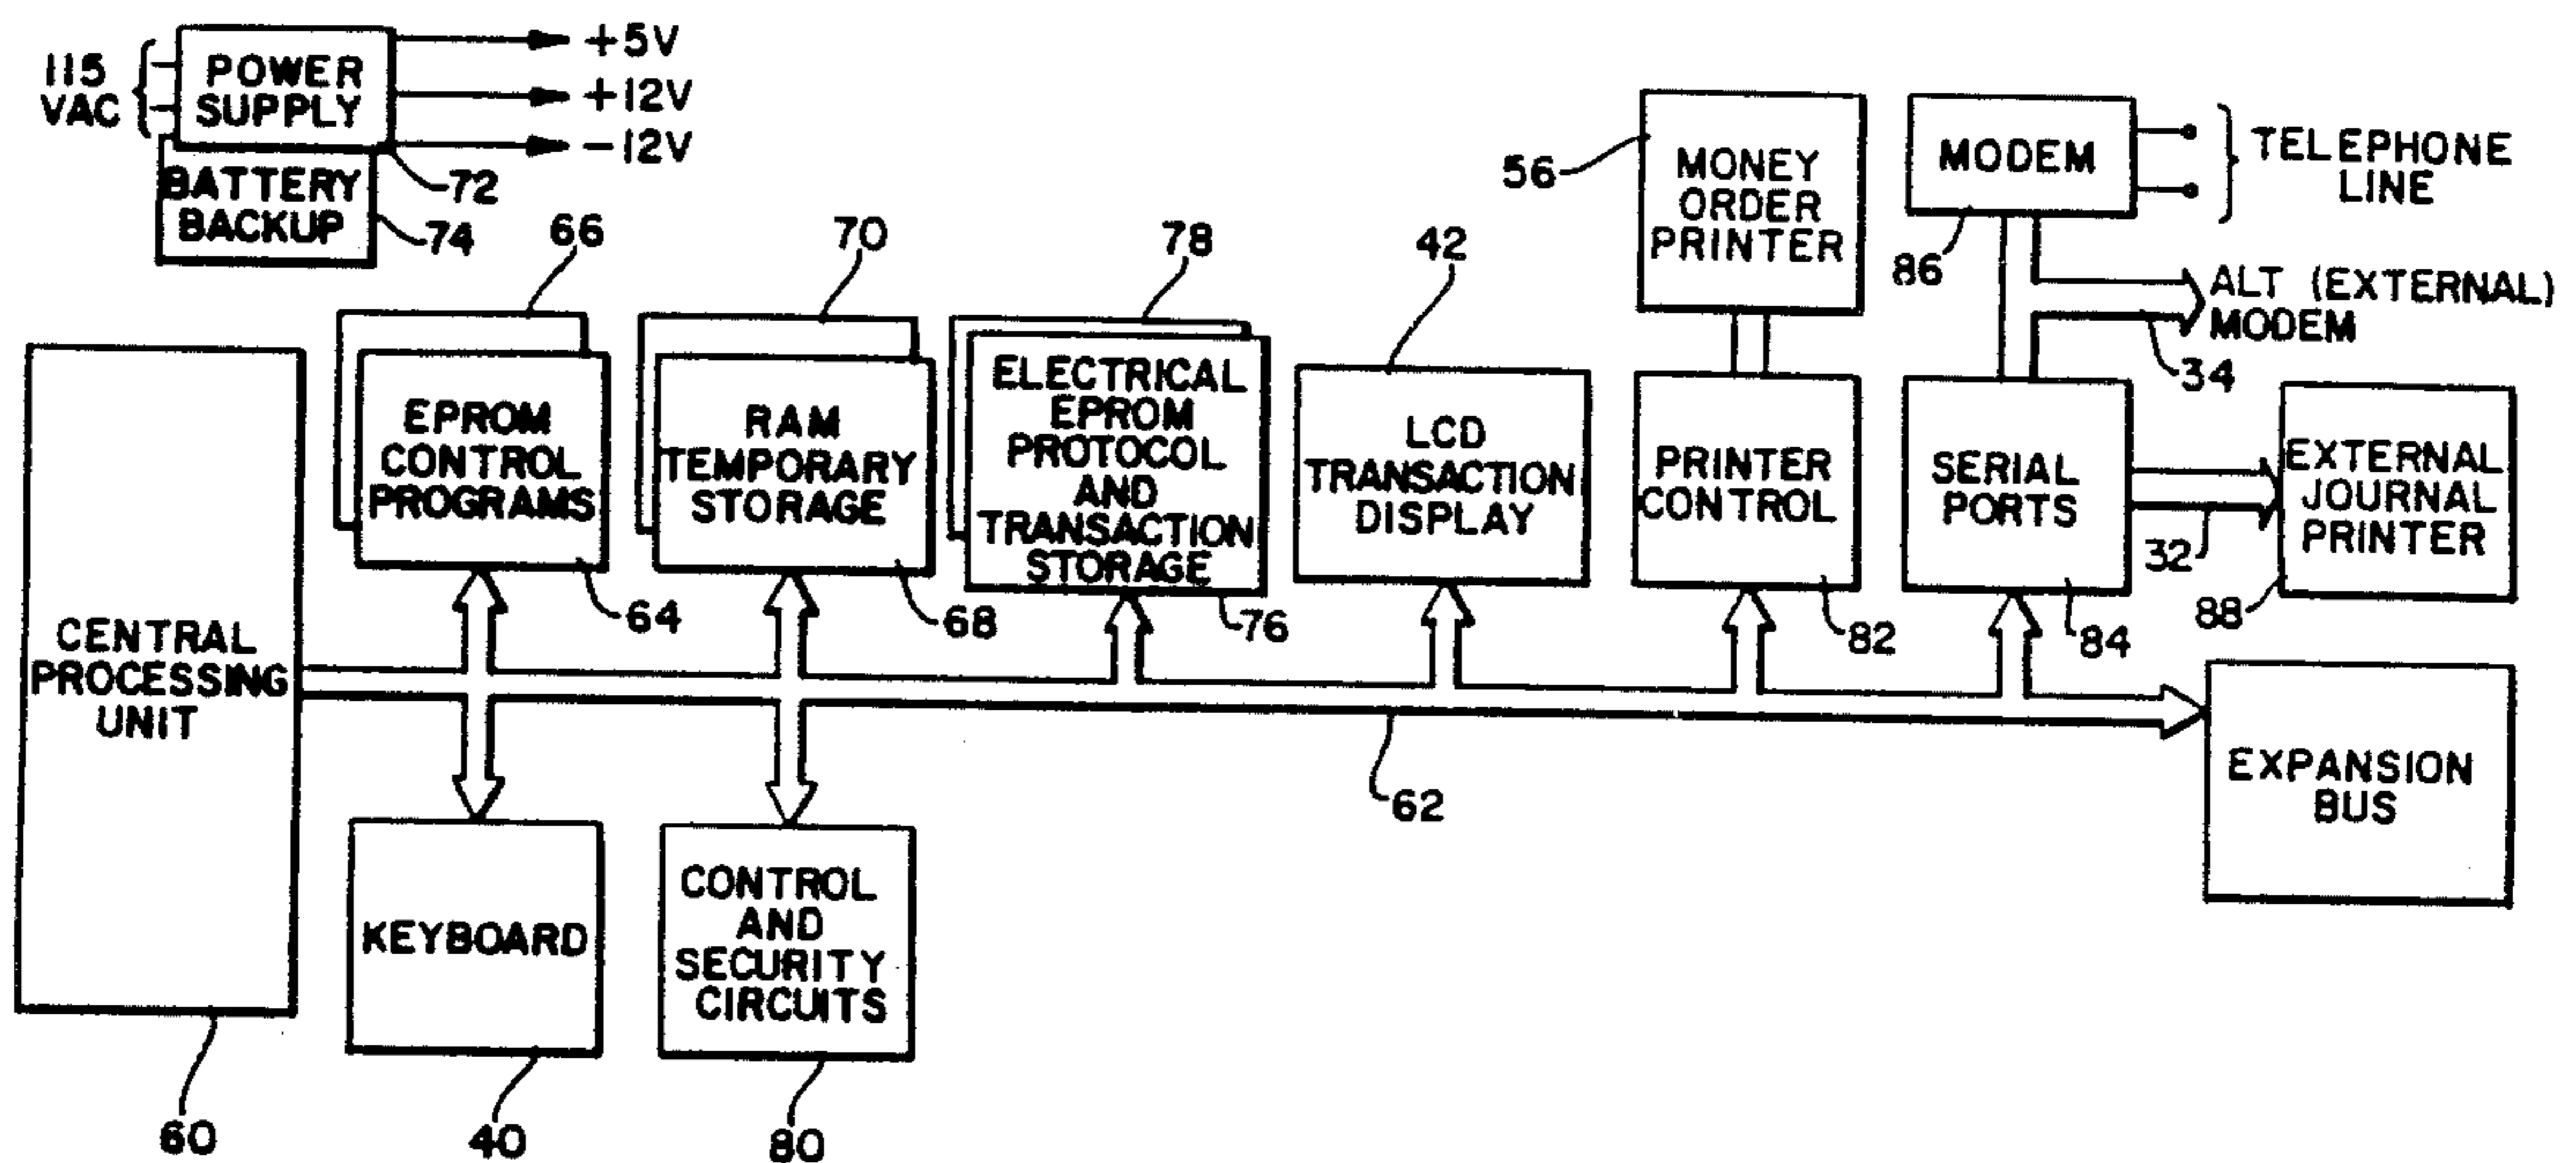 115
VAC
POWER
SUPPLY
+5V
+12V
-12V
BATTERY
BACKUP
72
74
66
70
78
42
56
MONEY
ORDER
PRINTER
MODEM
86
TELEPHONE
LINE
ALT (EXTERNAL)
MODEM
34
EPROM
CONTROL
PROGRAMS
64
RAM
TEMPORARY
STORAGE
68
ELECTRICAL
EPROM
PROTOCOL
AND
TRANSACTION
STORAGE
76
LCD
TRANSACTION
DISPLAY
PRINTER
CONTROL
82
SERIAL
PORTS
84
32
EXTERNAL
JOURNAL
PRINTER
88
CENTRAL
PROCESSING
UNIT
60
62
EXPANSION
BUS
KEYBOARD
40
CONTROL
AND
SECURITY
CIRCUITS
80